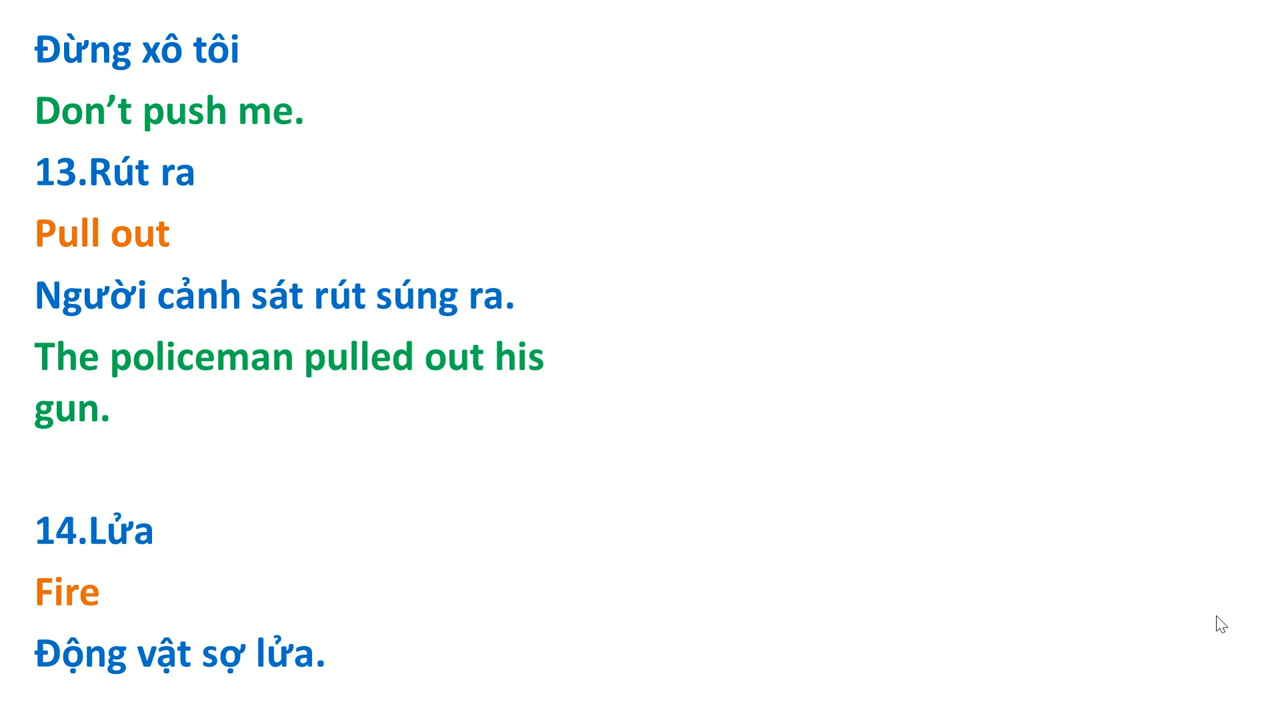 Đừng xô tôi
Don’t push me.
13.Rút ra
Pull out
Người cảnh sát rút súng ra.
The policeman pulled out his
gun.
14.Lửa
Fire
Động vật sợ lửa.